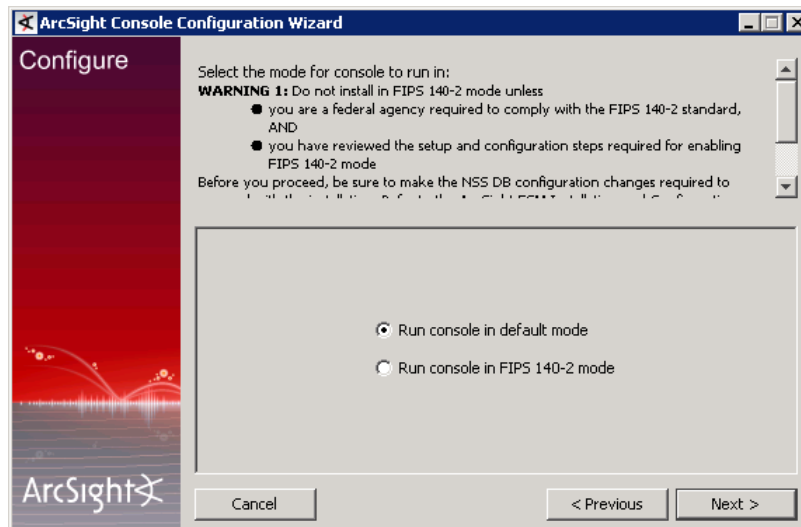 ArcSight Console Configuration Wizard
Configure
Select the mode for console to run in:
WARNING 1: Do not install in FIPS 140-2 mode unless
● you are a federal agency required to comply with the FIPS 140-2 standard,
AND
● you have reviewed the setup and configuration steps required for enabling
FIPS 140-2 mode
Before you proceed, be sure to make the NSS DB configuration changes required to
Run console in default mode
Run console in FIPS 140-2 mode
ArcSight
Cancel
< Previous
Next >